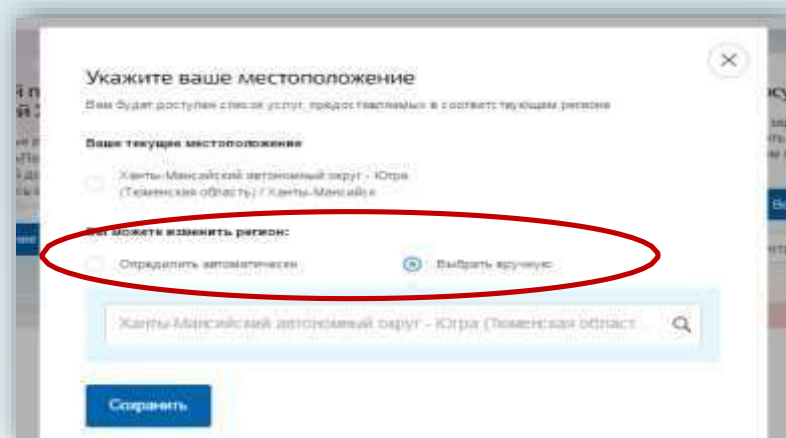 Укажите ваше местоположение
Вам будет доступен список услуг, предоставляемых в соответствующем регионе
Ваше текущее местоположение
Ханты-Мансийский автономный округ - Югра
(Тюменская область) / Ханты-Мансийск
Вы можете изменить регион:
Определить автоматически
Выбрать вручную:
Ханты-Мансийский автономный округ - Югра (Тюменская област...
Сохранить